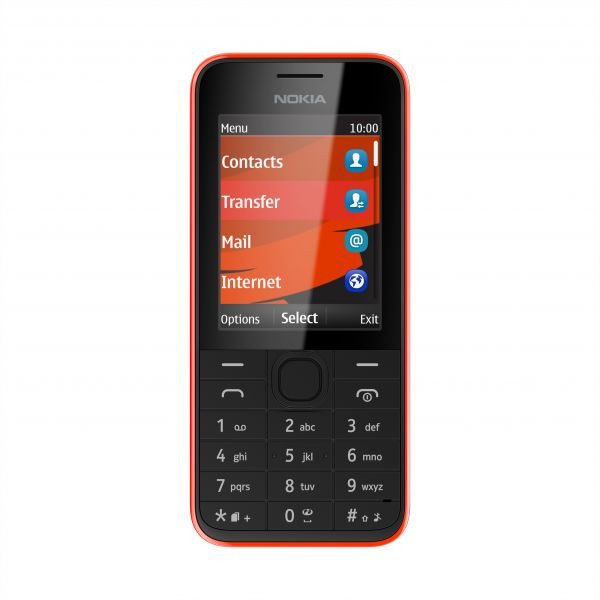 NOKIA
Menu 10:00
Contacts
Transfer
Mail
@
Internet
Options Select Exit
1 2 abc 3 def
4 ghi 5 jkl 6 mno
7 pqrs 8 tuv 9 wxyz
* + 0 #